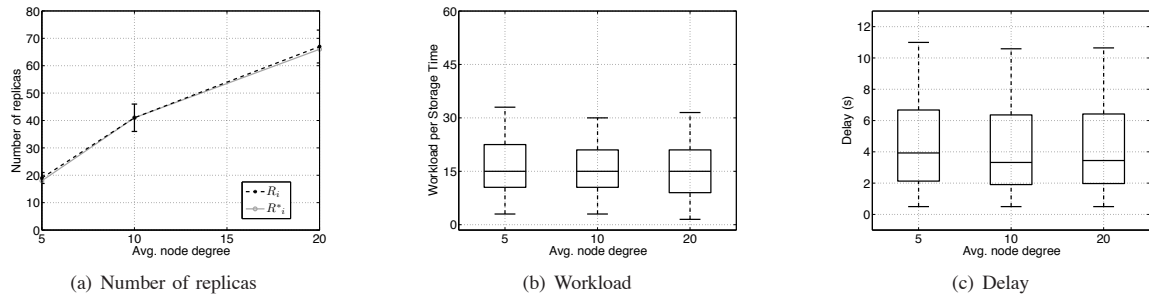 80
70
60
50
40
30
20
10
0
Number of replicas
5
10
15
20
Avg. node degree
R_i
R*_i
(a) Number of replicas
60
45
30
15
0
Workload per Storage Time
5
10
20
Avg. node degree
(b) Workload
12
10
8
6
4
2
0
Delay (s)
5
10
20
Avg. node degree
(c) Delay